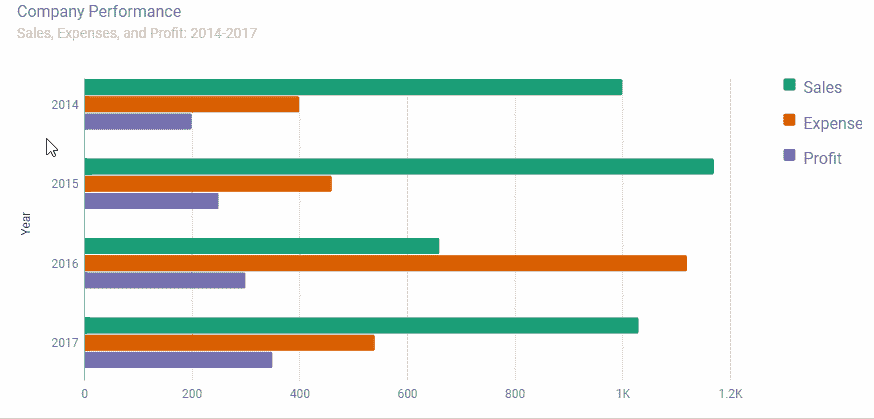 Company Performance
Sales, Expenses, and Profit: 2014-2017
Sales
Expense
Profit
2014
2015
2016
2017
Year
0 200 400 600 800 1K 1.2K